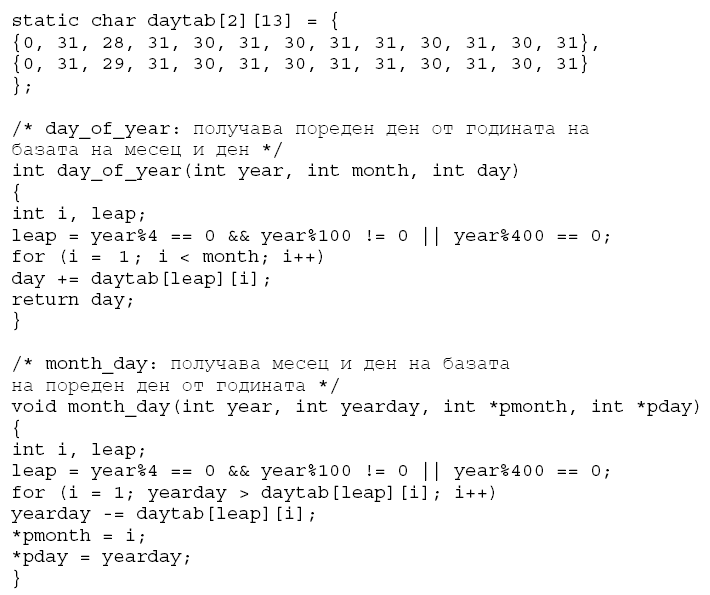 static char daytab[2][13] = {
{0, 31, 28, 31, 30, 31, 30, 31, 31, 30, 31, 30, 31},
{0, 31, 29, 31, 30, 31, 30, 31, 31, 30, 31, 30, 31}
};
/* day_of_year: получава пореден ден от годината на
базата на месец и ден */
int day_of_year(int year, int month, int day)
{
int i, leap;
leap = year%4 == 0 && year%100 != 0 || year%400 == 0;
for (i = 1; i < month; i++)
day += daytab[leap][i];
return day;
}
/* month_day: получава месец и ден на базата
на пореден ден от годината */
void month_day(int year, int yearday, int *pmonth, int *pday)
{
int i, leap;
leap = year%4 == 0 && year%100 != 0 || year%400 == 0;
for (i = 1; yearday > daytab[leap][i]; i++)
yearday -= daytab[leap][i];
*pmonth = i;
*pday = yearday;
}